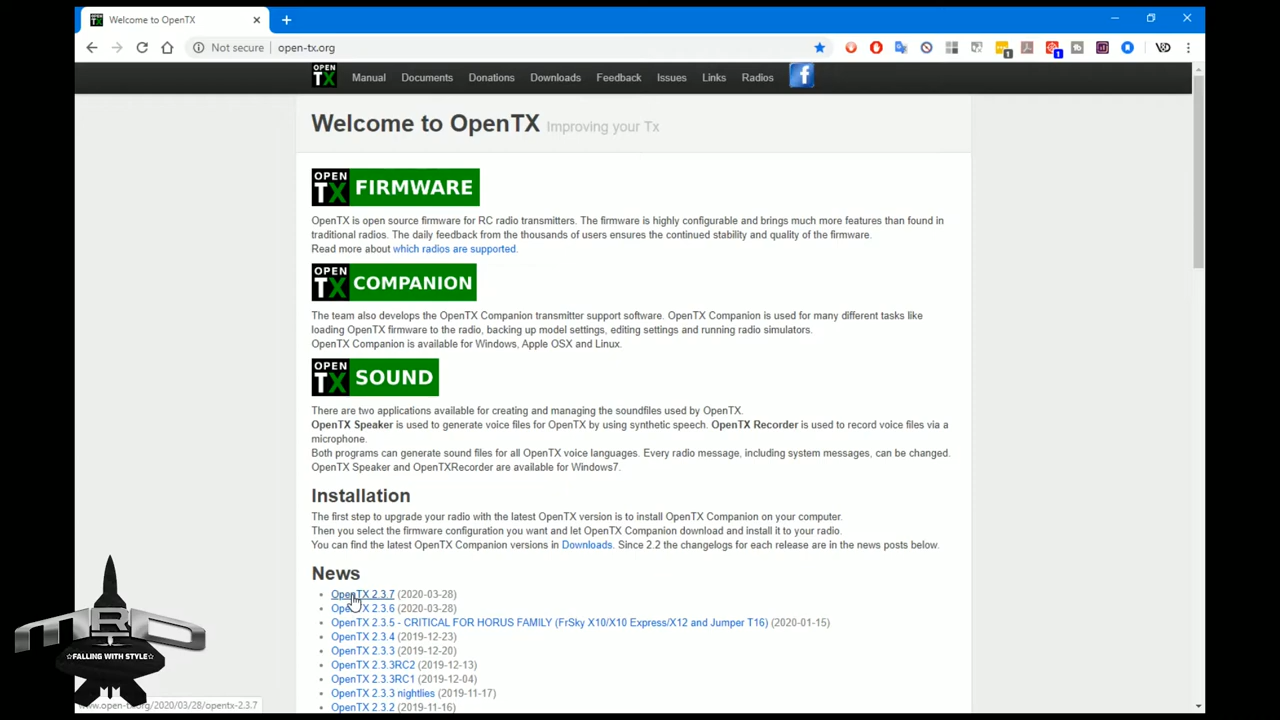 Welcome to OpenTX
Not secure | open-tx.org
OPEN TX Manual Documents Donations Downloads Feedback Issues Links Radios f
Welcome to OpenTX Improving your Tx
OPEN TX FIRMWARE
OpenTX is open source firmware for RC radio transmitters. The firmware is highly configurable and brings much more features than found in
traditional radios. The daily feedback from the thousands of users ensures the continued stability and quality of the firmware.
Read more about which radios are supported.
OPEN TX COMPANION
The team also develops the OpenTX Companion transmitter support software. OpenTX Companion is used for many different tasks like
loading OpenTX firmware to the radio, backing up model settings, editing settings and running radio simulators.
OpenTX Companion is available for Windows, Apple OSX and Linux.
OPEN TX SOUND
There are two applications available for creating and managing the soundfiles used by OpenTX.
OpenTX Speaker is used to generate voice files for OpenTX by using synthetic speech. OpenTX Recorder is used to record voice files via a
microphone.
Both programs can generate sound files for all OpenTX voice languages. Every radio message, including system messages, can be changed.
OpenTX Speaker and OpenTXRecorder are available for Windows7.
Installation
The first step to upgrade your radio with the latest OpenTX version is to install OpenTX Companion on your computer.
Then you select the firmware configuration you want and let OpenTX Companion download and install it to your radio.
You can find the latest OpenTX Companion versions in Downloads. Since 2.2 the changelogs for each release are in the news posts below.
News
OpenTX 2.3.7 (2020-03-28)
OpenTX 2.3.6 (2020-03-28)
OpenTX 2.3.5 - CRITICAL FOR HORUS FAMILY (FrSky X10/X10 Express/X12 and Jumper T16) (2020-01-15)
OpenTX 2.3.4 (2019-12-23)
OpenTX 2.3.3 (2019-12-20)
OpenTX 2.3.3RC2 (2019-12-13)
OpenTX 2.3.3RC1 (2019-12-04)
OpenTX 2.3.3 nightlies (2019-11-17)
OpenTX 2.3.2 (2019-11-16)
MRD
FALLING WITH STYLE
www.open-tx.org/2020/03/28/opentx-2.3.7